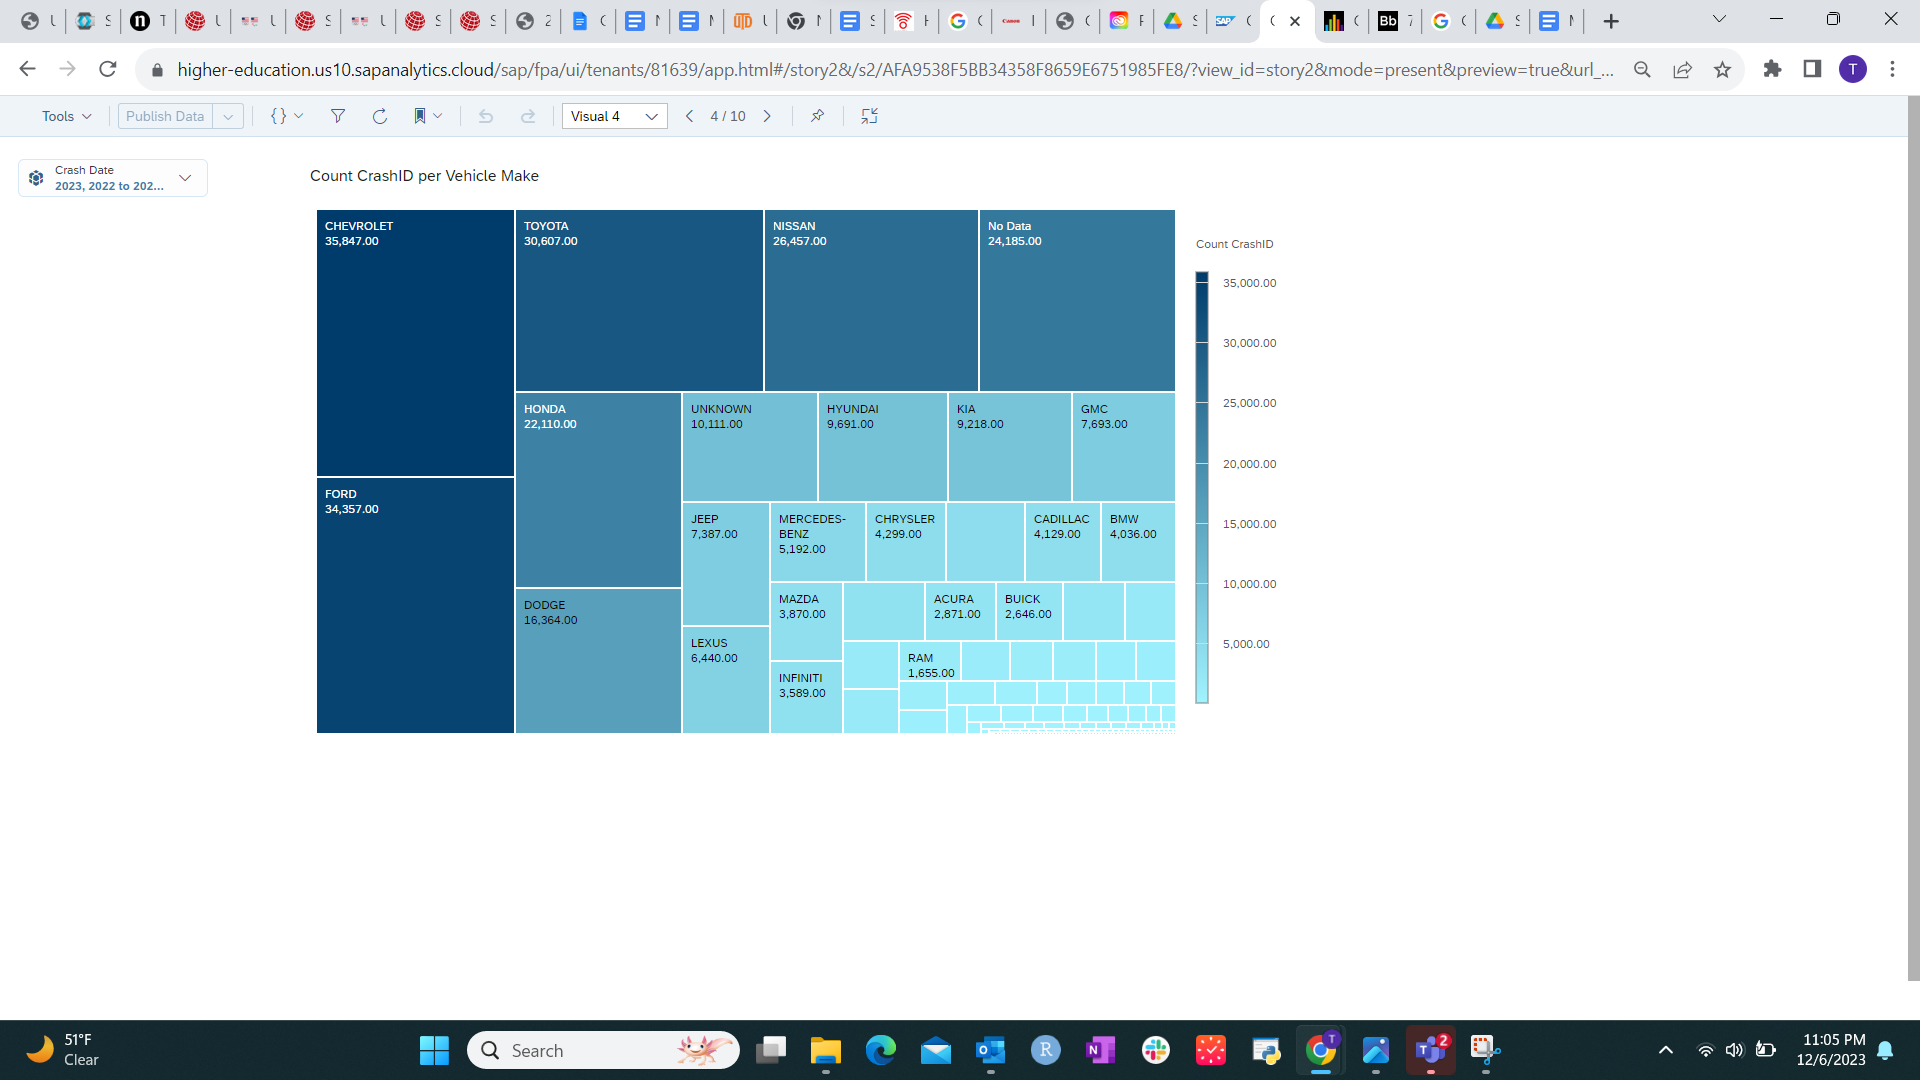 higher-education.us10.sapanalytics.cloud/sap/fpa/ui/tenants/81639/app.html#/story2&/s2/AFA9538F5BB34358F8659E6751985FE8/?view_id=story2&mode=present&preview=true&url_...
T
Tools
Publish Data
Visual 4
4 / 10
Crash Date
2023, 2022 to 202...
Count CrashID per Vehicle Make
CHEVROLET
35,847.00
TOYOTA
30,607.00
NISSAN
26,457.00
No Data
24,185.00
HONDA
22,110.00
UNKNOWN
10,111.00
HYUNDAI
9,691.00
KIA
9,218.00
GMC
7,693.00
FORD
34,357.00
JEEP
7,387.00
MERCEDES-
BENZ
5,192.00
CHRYSLER
4,299.00
CADILLAC
4,129.00
BMW
4,036.00
DODGE
16,364.00
MAZDA
3,870.00
ACURA
2,871.00
BUICK
2,646.00
LEXUS
6,440.00
RAM
1,655.00
INFINITI
3,589.00
Count CrashID
35,000.00
30,000.00
25,000.00
20,000.00
15,000.00
10,000.00
5,000.00
51°F
Clear
Search
2
11:05 PM
12/6/2023